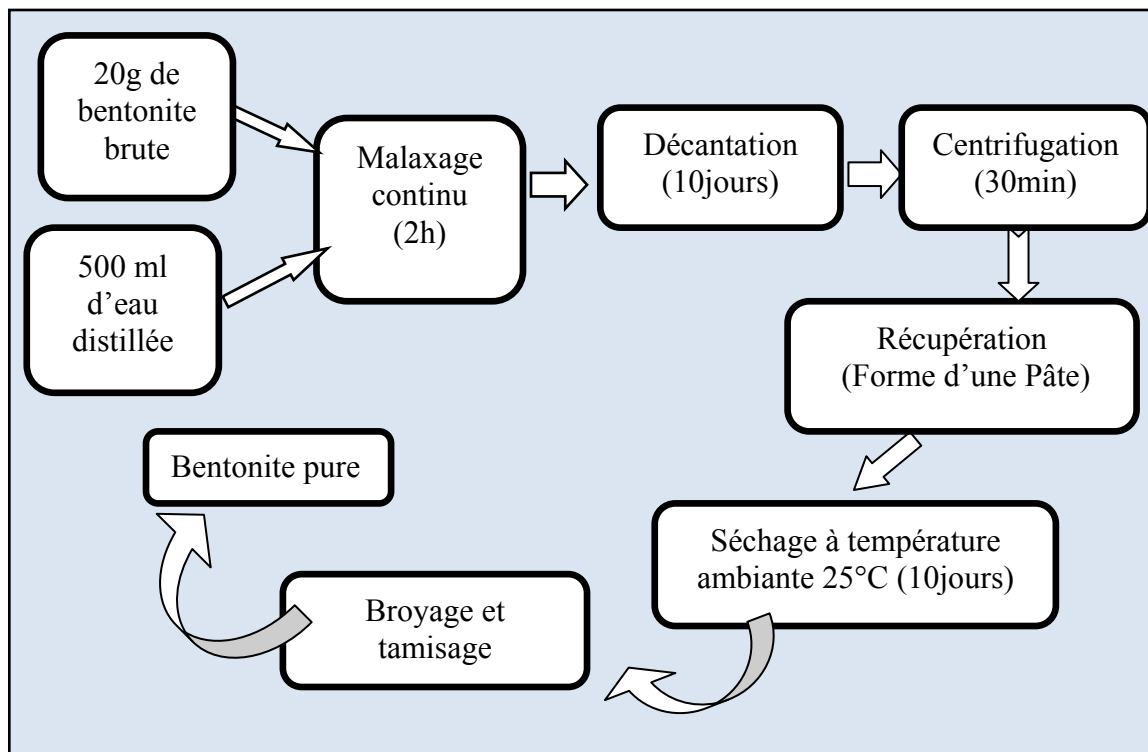 20g de
bentonite
brute
500 ml
d’eau
distillée
Malaxage
continu
(2h)
Décantation
(10jours)
Centrifugation
(30min)
Récupération
(Forme d’une Pâte)
Séchage à température
ambiante 25°C (10jours)
Broyage et
tamisage
Bentonite pure